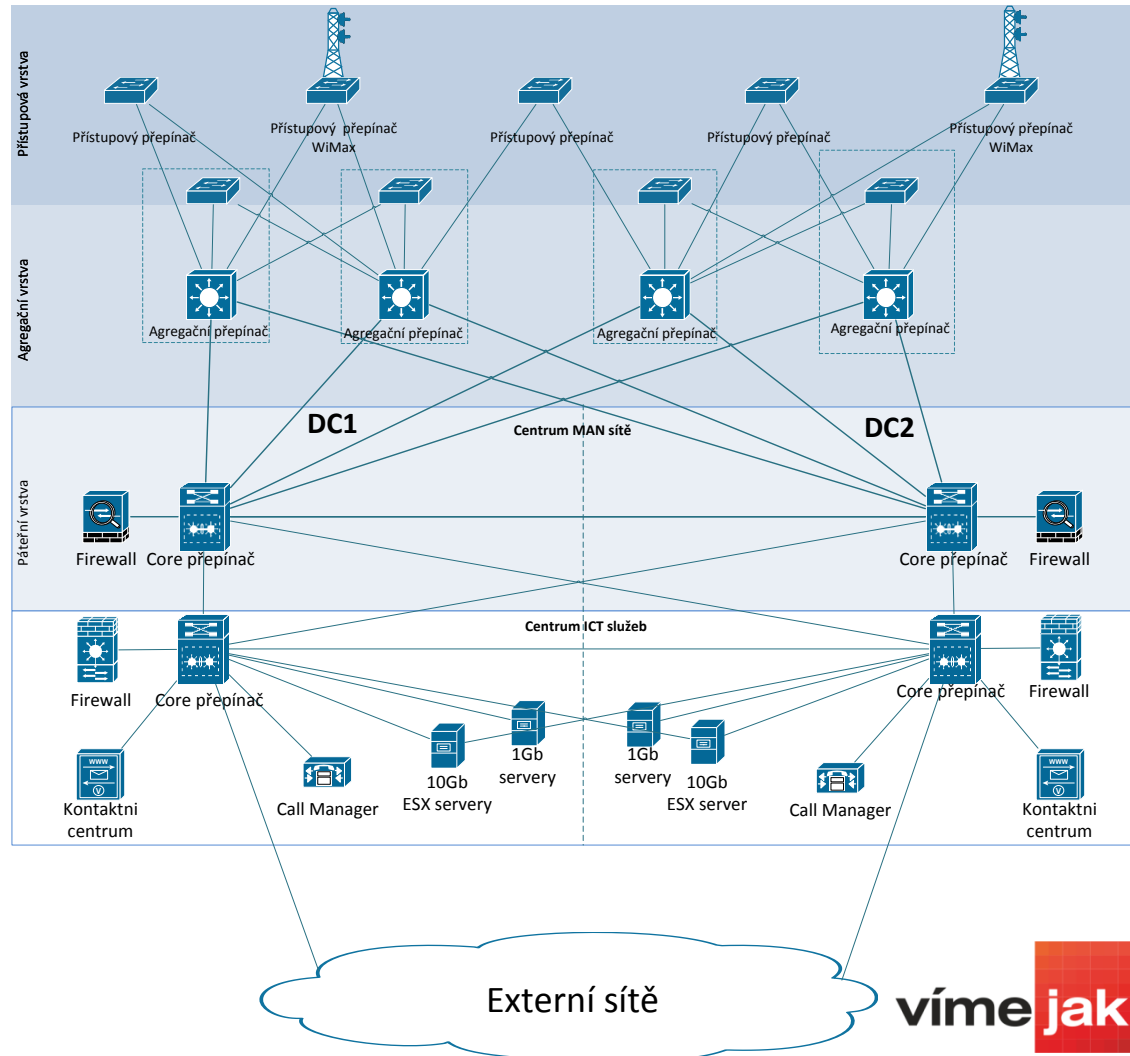 Přístupová vrstva
Přístupový přepínač
Přístupový přepínač
WiMax
Přístupový přepínač
Přístupový přepínač
Přístupový přepínač
WiMax
Agregační vrstva
Agregační přepínač
Agregační přepínač
Agregační přepínač
Agregační přepínač
DC1
Centrum MAN sítě
DC2
Páteřní vrstva
Firewall
Core přepínač
Core přepínač
Firewall
Centrum ICT služeb
Firewall
Core přepínač
Core přepínač
Firewall
WWW
V
Kontaktni
centrum
Call Manager
10Gb
ESX servery
1Gb
servery
1Gb
servery
10Gb
ESX server
Call Manager
WWW
V
Kontaktni
centrum
Externí sítě
víme jak